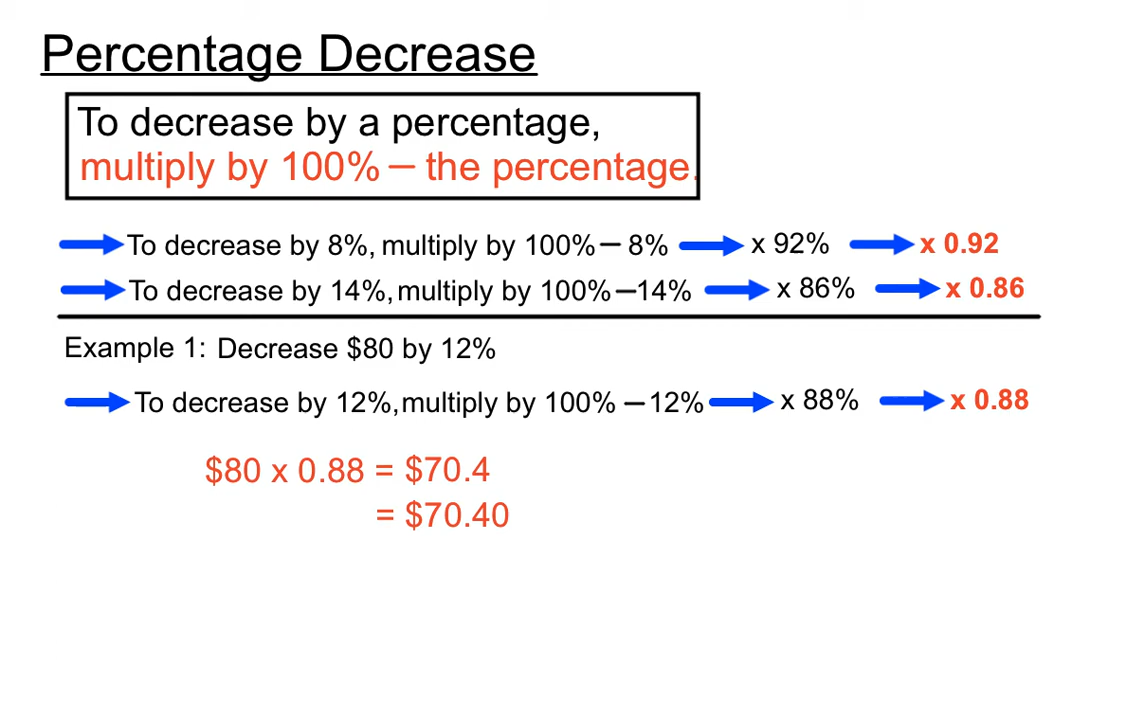 Percentage Decrease
To decrease by a percentage,
multiply by 100% – the percentage.
To decrease by 8%, multiply by 100% – 8% x 92% x 0.92
To decrease by 14%, multiply by 100% – 14% x 86% x 0.86
Example 1: Decrease $80 by 12%
To decrease by 12%, multiply by 100% – 12% x 88% x 0.88
$80 x 0.88 = $70.4
= $70.40